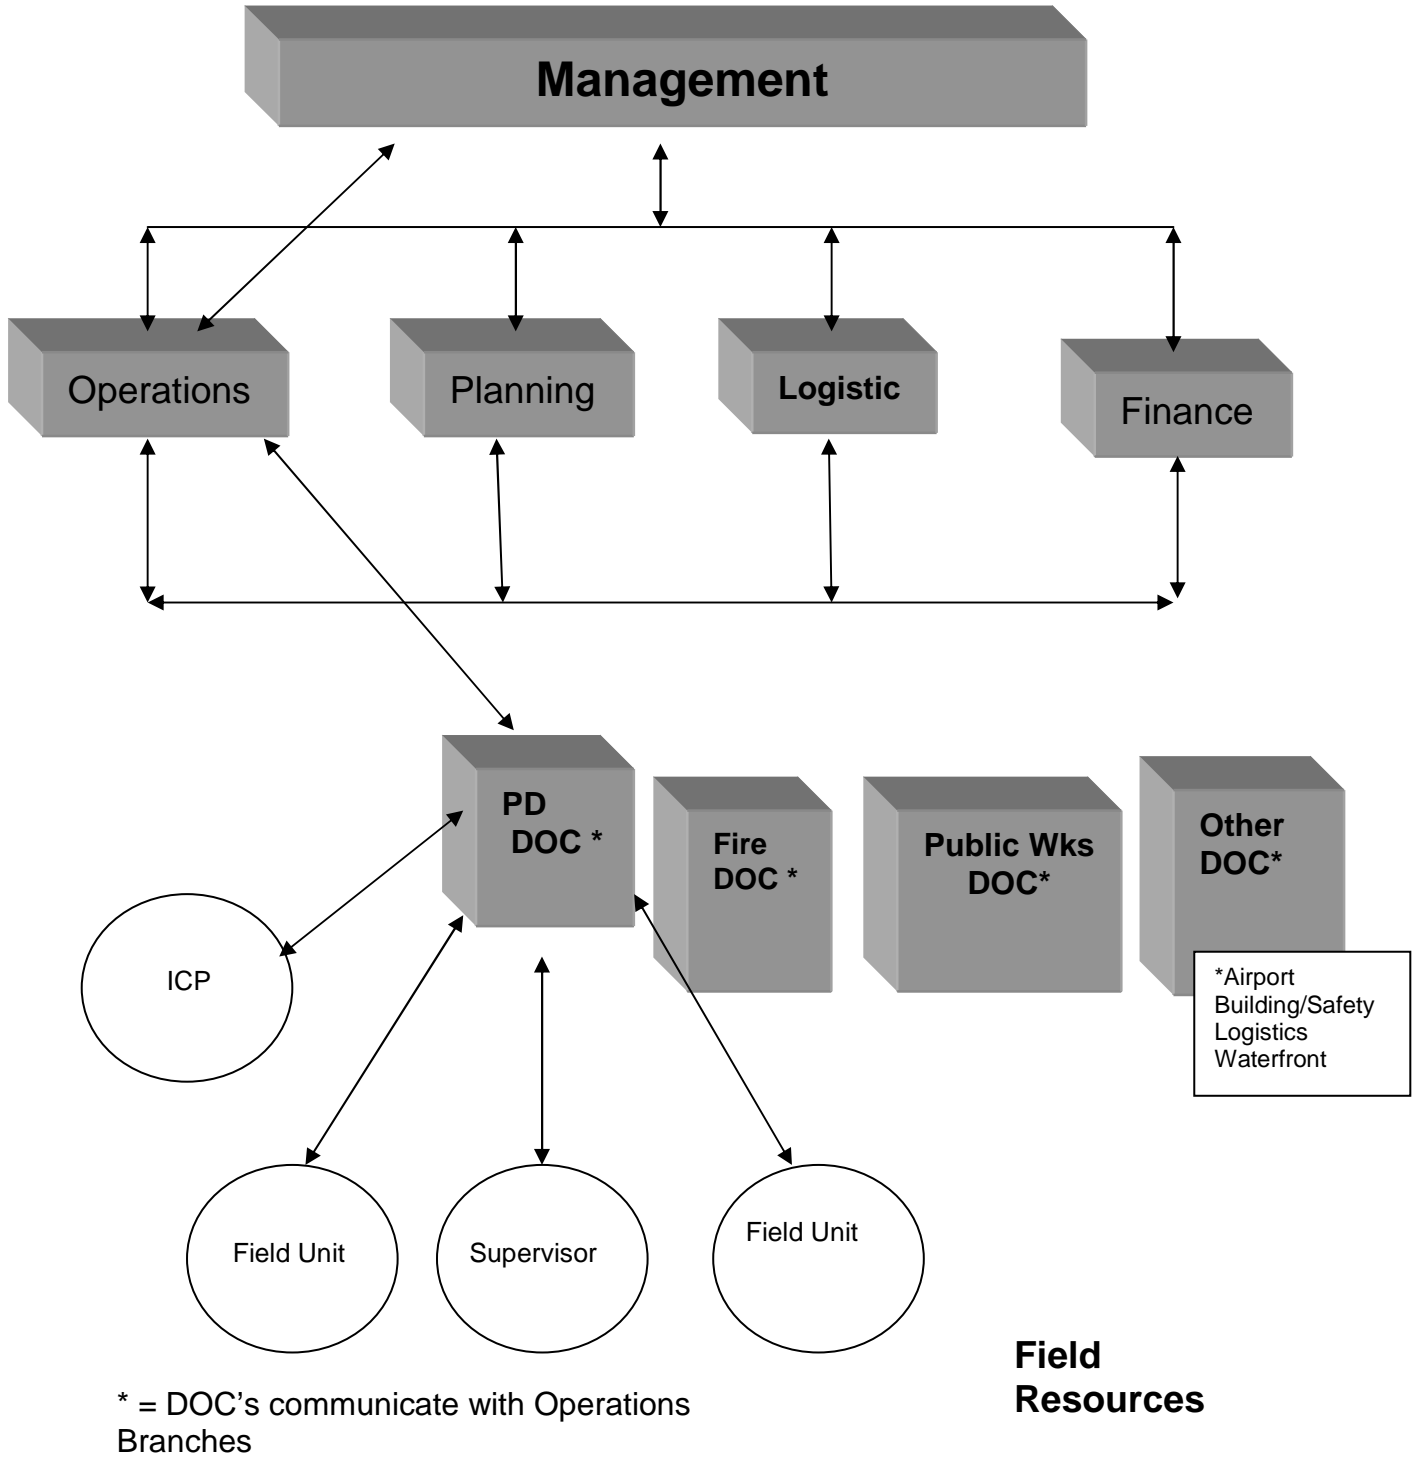 Management
Operations
Planning
Logistic
Finance
PD
DOC *
Fire
DOC *
Public Wks
DOC*
Other
DOC*
*Airport
Building/Safety
Logistics
Waterfront
ICP
Field Unit
Supervisor
Field Unit
Field
Resources
* = DOC’s communicate with Operations
Branches